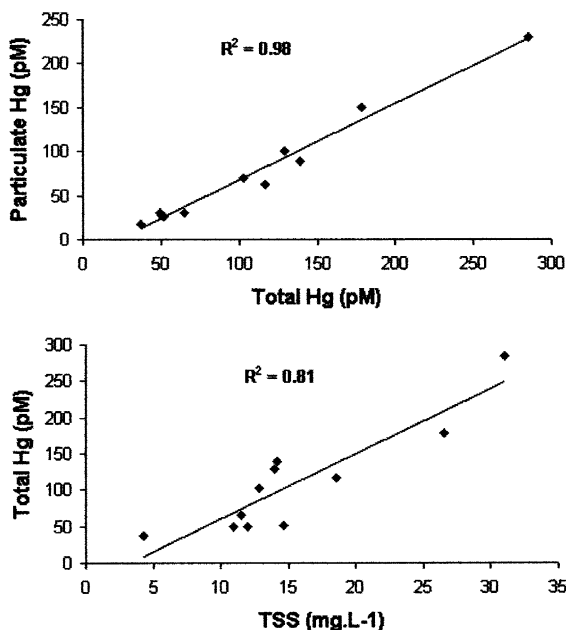 250
R² = 0.98
200
150
100
50
0
Particulate Hg (pM)
0 50 100 150 200 250 300
Total Hg (pM)
300
R² = 0.81
250
200
150
100
50
0
Total Hg (pM)
0 5 10 15 20 25 30 35
TSS (mg.L-1)